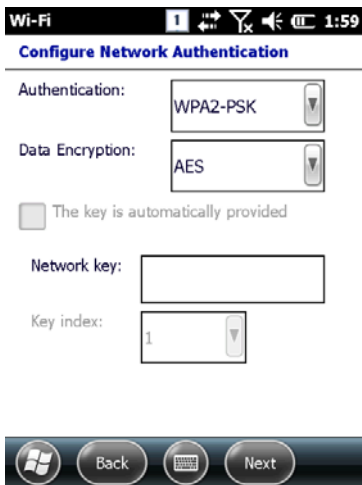 Wi-Fi 1 1:59
Configure Network Authentication
Authentication: WPA2-PSK
Data Encryption: AES
The key is automatically provided
Network key:
Key index: 1
Back Next